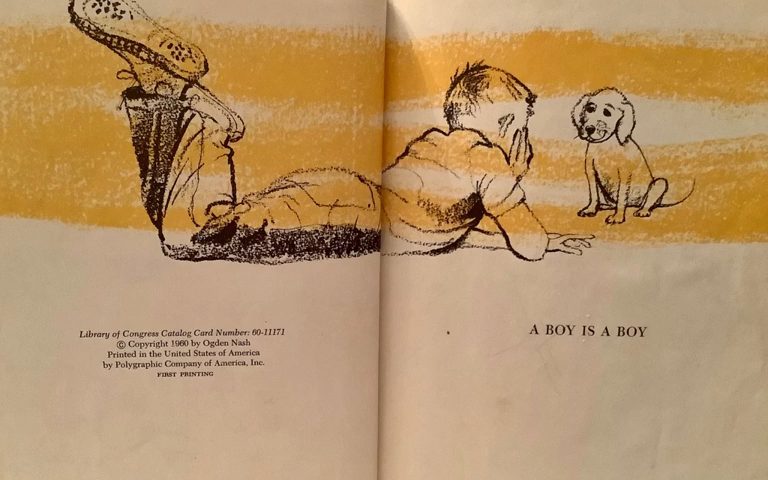 Library of Congress Catalog Card Number: 60-11171
© Copyright 1960 by Ogden Nash
Printed in the United States of America
by Polygraphic Company of America, Inc.
FIRST PRINTING
A BOY IS A BOY